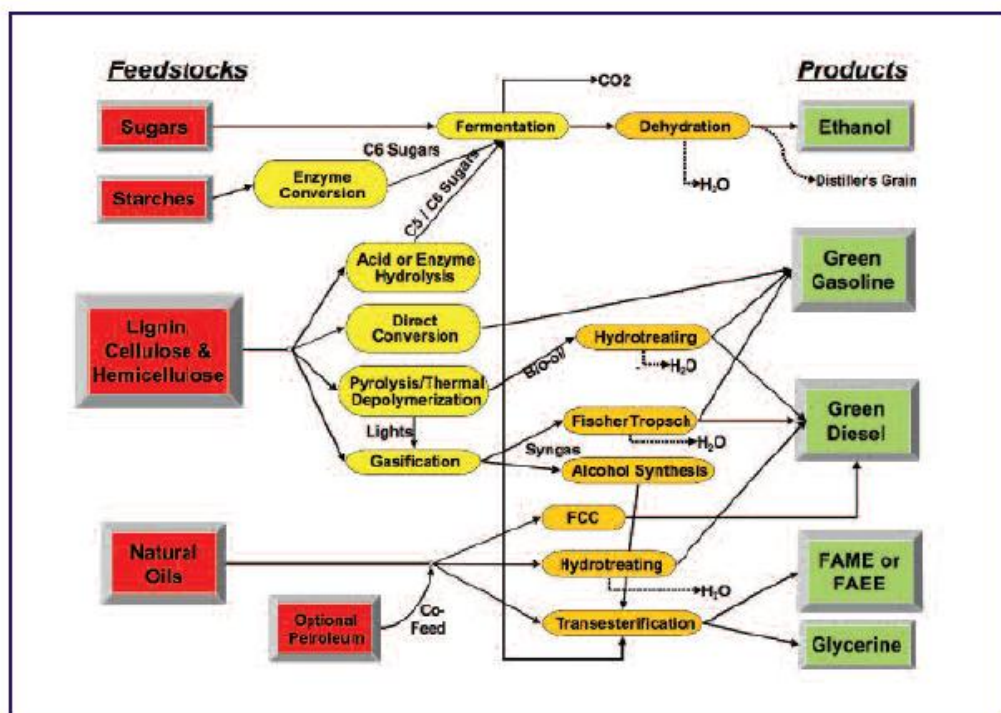 Feedstocks
Products
CO2
Sugars
Fermentation
Dehydration
Ethanol
C6 Sugars
Enzyme
Conversion
Starches
H2O
Distiller's Grain
C5 / C6 Sugars
Acid or Enzyme
Hydrolysis
Green
Gasoline
Lignin
Cellulose &
Hemicellulose
Direct
Conversion
Hydrotreating
H2O
Bio-oil
Pyrolysis/Thermal
Depolymerization
Lights
Fischer Tropsch
H2O
Green
Diesel
Syngas
Gasification
Alcohol Synthesis
FCC
Natural
Oils
Hydrotreating
H2O
FAME or
FAEE
Optional
Petroleum
Co-
Feed
Transesterification
Glycerine